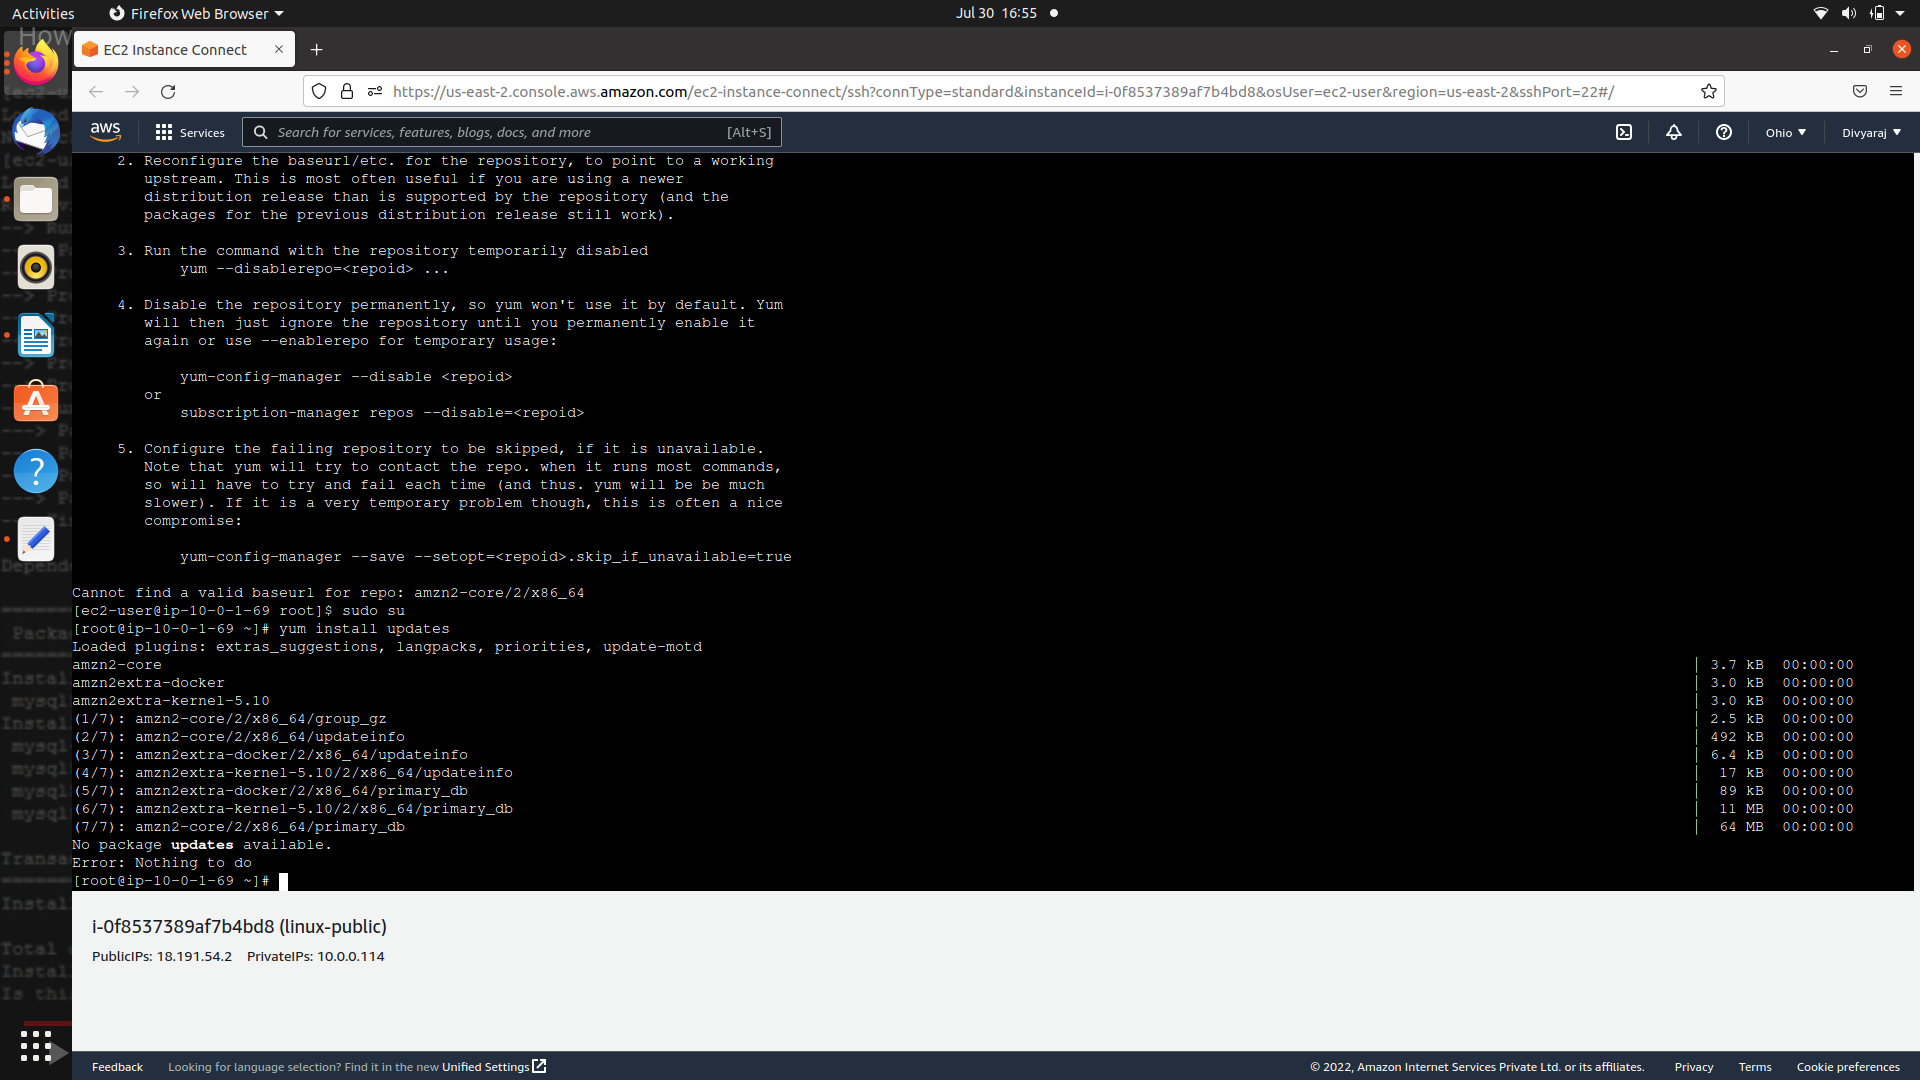 Activities
Firefox Web Browser
Jul 30 16:55
How
EC2 Instance Connect
https://us-east-2.console.aws.amazon.com/ec2-instance-connect/ssh?connType=standard&instanceId=i-0f8537389af7b4bd8&osUser=ec2-user&region=us-east-2&sshPort=22#/
aws
Services
Search for services, features, blogs, docs, and more
[Alt+S]
Ohio
Divyaraj
2. Reconfigure the baseurl/etc. for the repository, to point to a working
upstream. This is most often useful if you are using a newer
distribution release than is supported by the repository (and the
packages for the previous distribution release still work).
3. Run the command with the repository temporarily disabled
yum --disablerepo=<repoid> ...
4. Disable the repository permanently, so yum won't use it by default. Yum
will then just ignore the repository until you permanently enable it
again or use --enablerepo for temporary usage:
yum-config-manager --disable <repoid>
or
subscription-manager repos --disable=<repoid>
5. Configure the failing repository to be skipped, if it is unavailable.
Note that yum will try to contact the repo. when it runs most commands,
so will have to try and fail each time (and thus. yum will be be much
slower). If it is a very temporary problem though, this is often a nice
compromise:
yum-config-manager --save --setopt=<repoid>.skip_if_unavailable=true
Cannot find a valid baseurl for repo: amzn2-core/2/x86_64
[ec2-user@ip-10-0-1-69 root]$ sudo su
[root@ip-10-0-1-69 ~]# yum install updates
Loaded plugins: extras_suggestions, langpacks, priorities, update-motd
amzn2-core | 3.7 kB 00:00:00
amzn2extra-docker | 3.0 kB 00:00:00
amzn2extra-kernel-5.10 | 3.0 kB 00:00:00
(1/7): amzn2-core/2/x86_64/group_gz | 2.5 kB 00:00:00
(2/7): amzn2-core/2/x86_64/updateinfo | 492 kB 00:00:00
(3/7): amzn2extra-docker/2/x86_64/updateinfo | 6.4 kB 00:00:00
(4/7): amzn2extra-kernel-5.10/2/x86_64/updateinfo | 17 kB 00:00:00
(5/7): amzn2extra-docker/2/x86_64/primary_db | 89 kB 00:00:00
(6/7): amzn2extra-kernel-5.10/2/x86_64/primary_db | 11 MB 00:00:00
(7/7): amzn2-core/2/x86_64/primary_db | 64 MB 00:00:00
No package updates available.
Error: Nothing to do
[root@ip-10-0-1-69 ~]#
i-0f8537389af7b4bd8 (linux-public)
PublicIPs: 18.191.54.2 PrivateIPs: 10.0.0.114
Feedback
Looking for language selection? Find it in the new Unified Settings
© 2022, Amazon Internet Services Private Ltd. or its affiliates.
Privacy
Terms
Cookie preferences